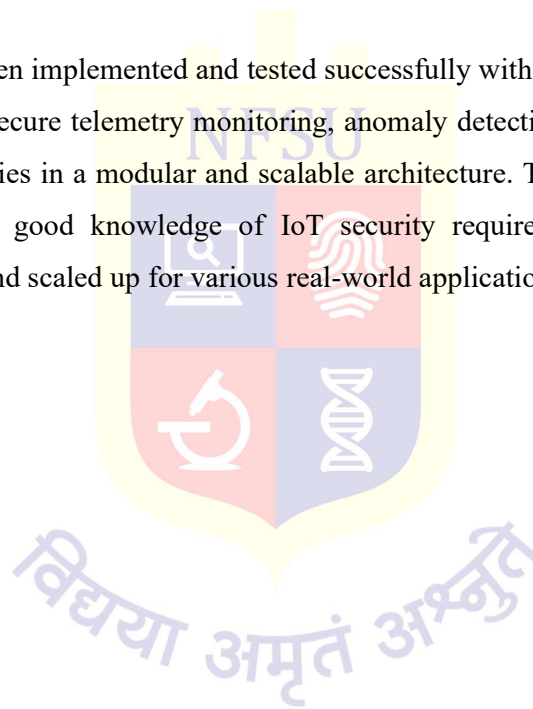 en implemented and tested successfully with
NFSU
ecure telemetry monitoring, anomaly detecti
ies in a modular and scalable architecture. T
good knowledge of IoT security require
nd scaled up for various real-world applicatio
विद्यया अमृतं अश्नुते